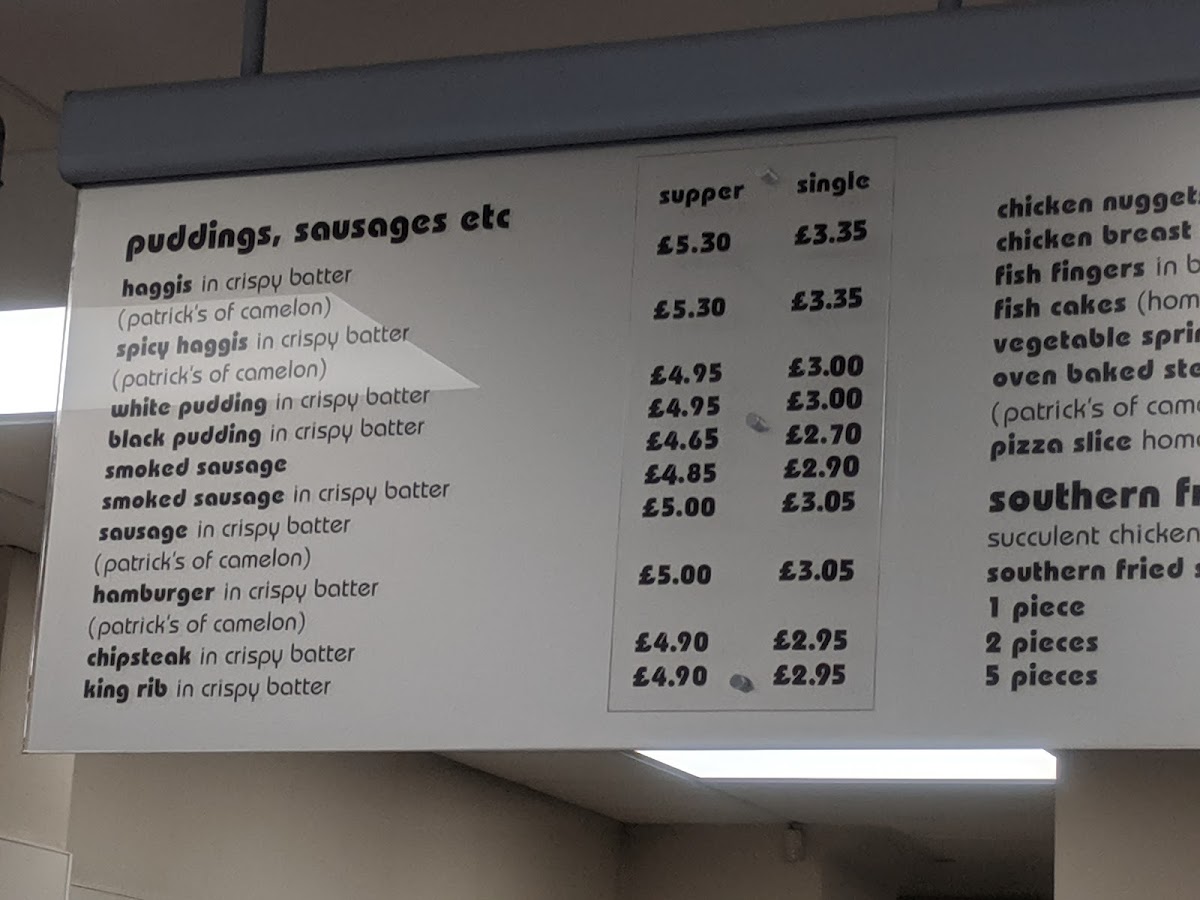 supper single
puddings, sausages etc
haggis in crispy batter £5.30 £3.35
(patrick's of camelon)
spicy haggis in crispy batter £5.30 £3.35
(patrick's of camelon)
white pudding in crispy batter £4.95 £3.00
black pudding in crispy batter £4.95 £3.00
smoked sausage £4.65 £2.70
smoked sausage in crispy batter £4.85 £2.90
sausage in crispy batter £5.00 £3.05
(patrick's of camelon)
hamburger in crispy batter £5.00 £3.05
(patrick's of camelon)
chipsteak in crispy batter £4.90 £2.95
king rib in crispy batter £4.90 £2.95
chicken
chicken breast
fish fingers in
fish cakes
vegetable
oven baked
(patrick's of
pizza slice
southern
succulent chicken
southern fried
1 piece
2 pieces
5 pieces